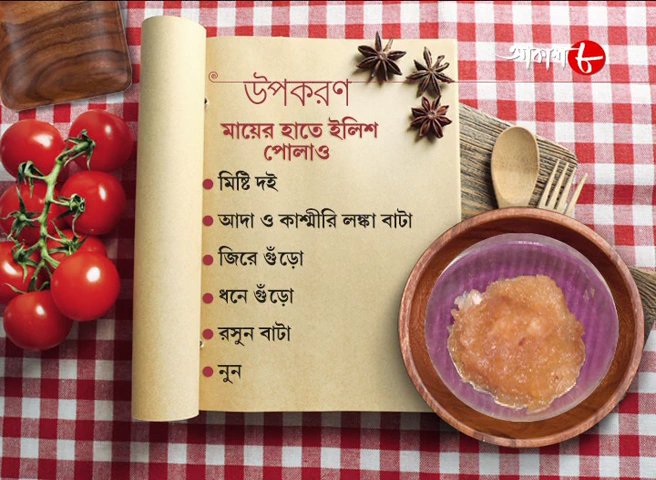 আকাশ ৮
উপকরণ
মায়ের হাতে ইলিশ
পোলাও
মিষ্টি দই
আদা ও কাশ্মীরি লঙ্কা বাটা
জিরে গুঁড়ো
ধনে গুঁড়ো
রসুন বাটা
নুন